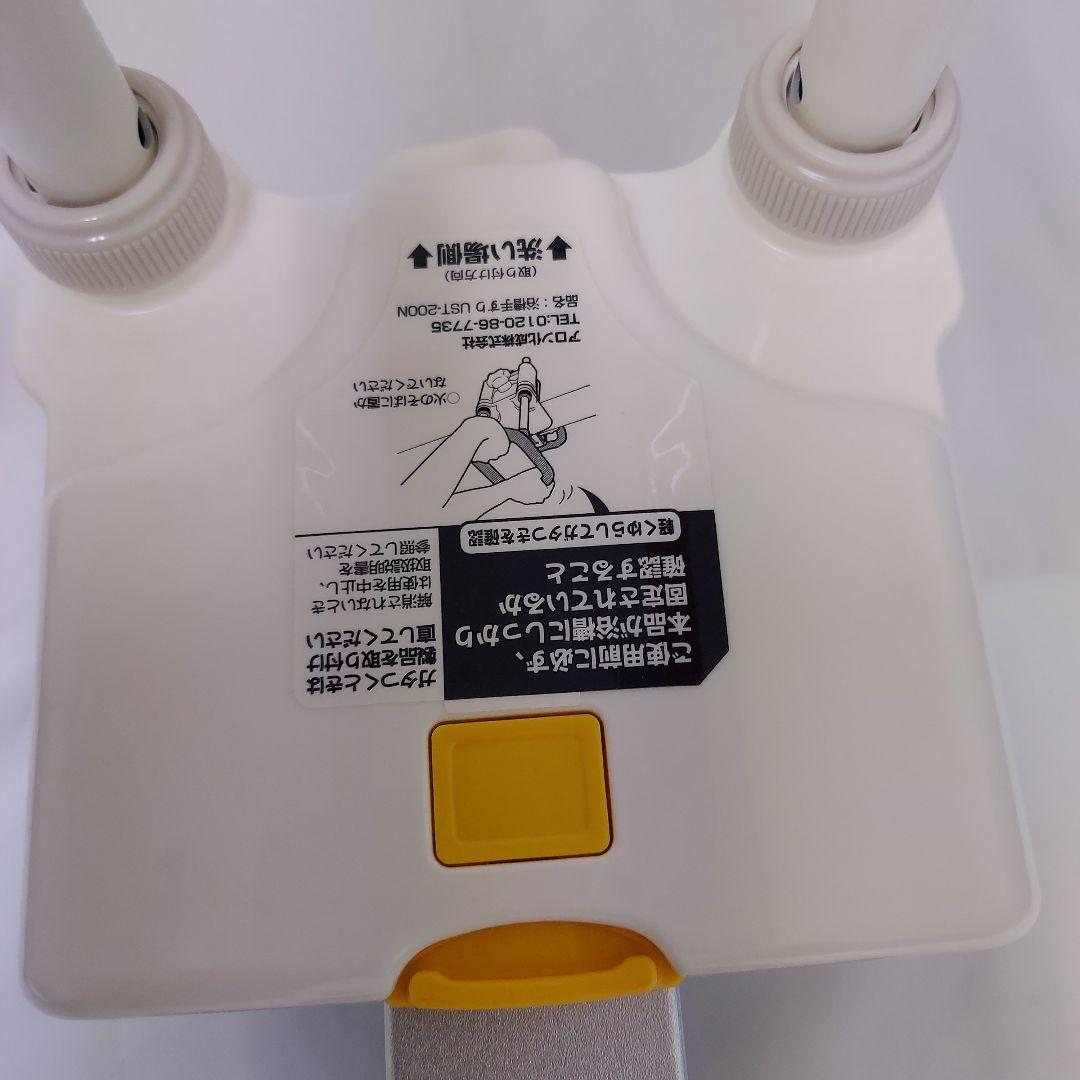 ご使用前に必ず、
本品が浴槽にしっかり
固定されているか
確認すること
軽くゆらしてガタつきを確認
ガタつくときは
製品を取り付け
直してください
解消されないとき
は使用を中止し、
取扱説明書を
参照してください
○火のそばに置か
ないでください
アロン化成株式会社
TEL:0120-86-7735
品名：浴槽手すり UST-200N
(取り付け方向)
↓洗い場側↓